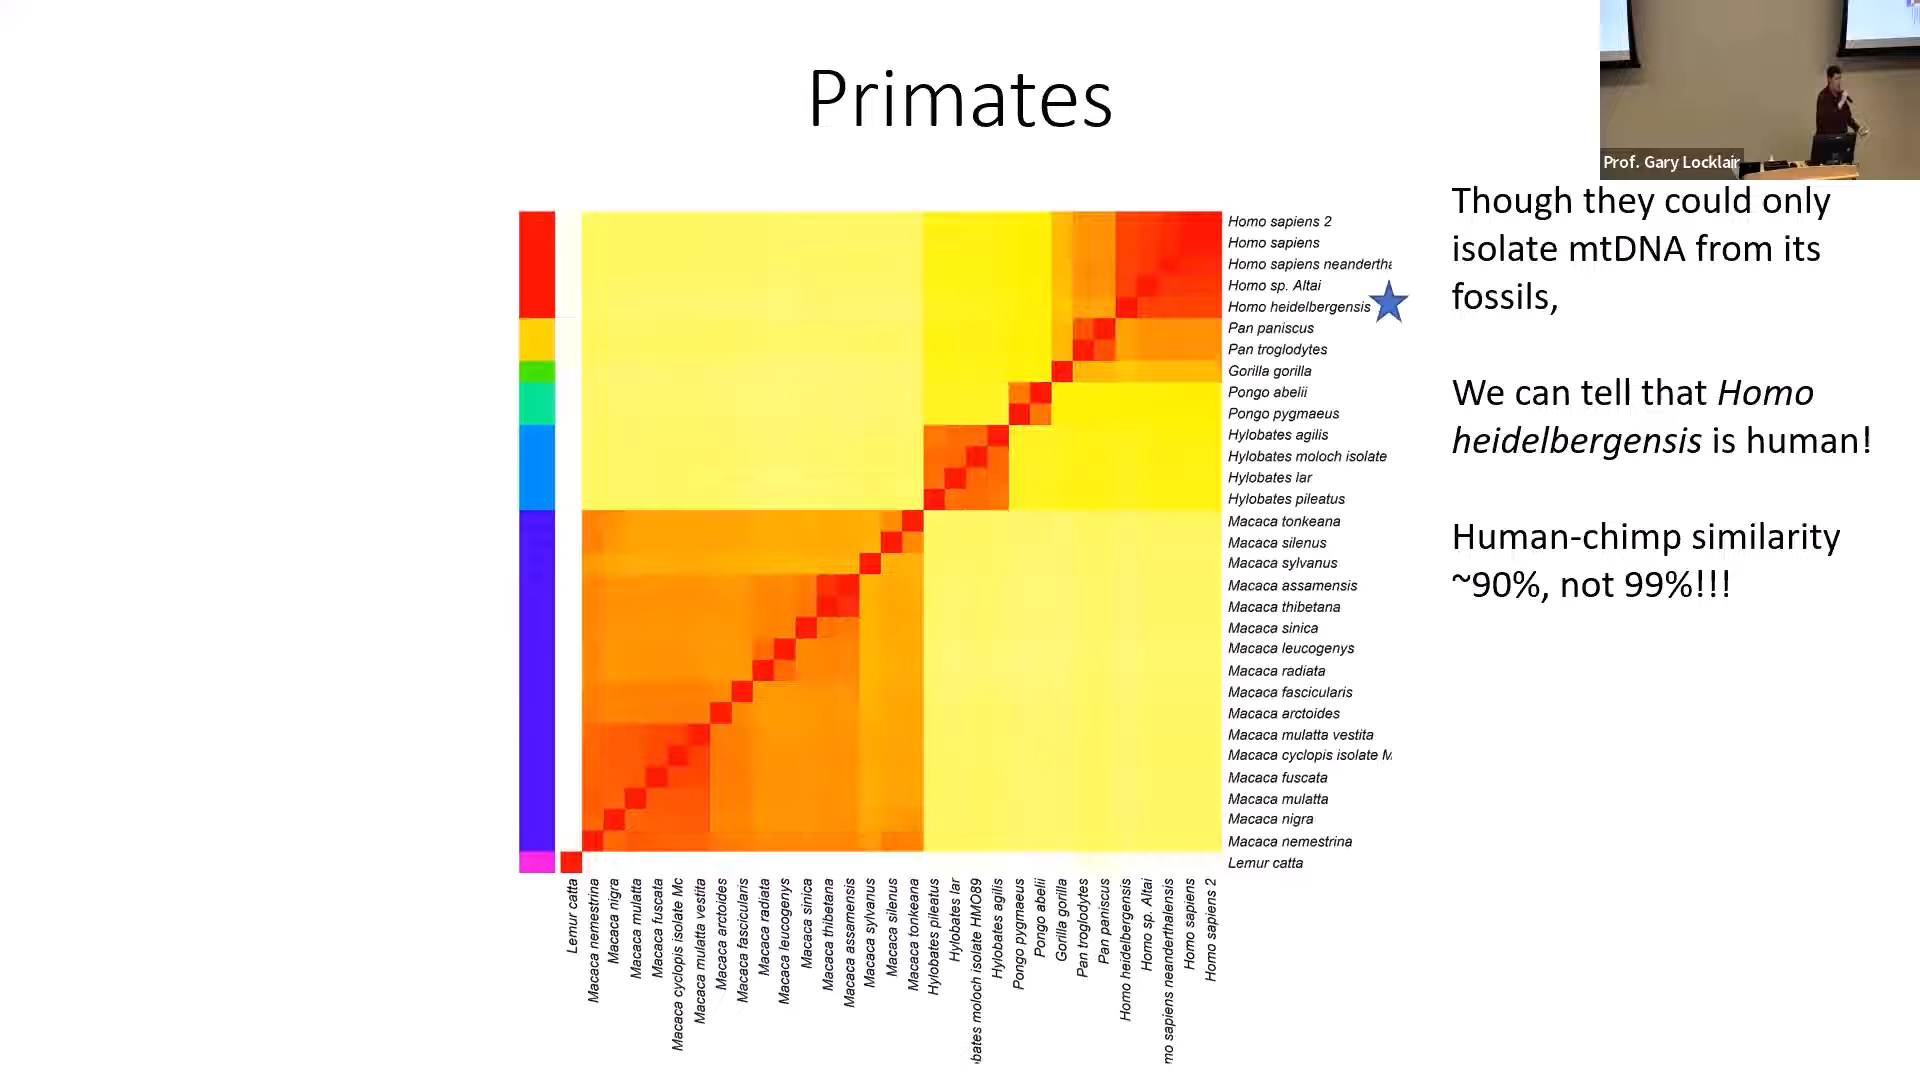 Primates
Prof. Gary Locklair
Though they could only
isolate mtDNA from its
fossils,
We can tell that Homo
heidelbergensis is human!
Human-chimp similarity
~90%, not 99%!!!
Homo sapiens 2
Homo sapiens
Homo sapiens neandertha
Homo sp. Altai
Homo heidelbergensis
Pan paniscus
Pan troglodytes
Gorilla gorilla
Pongo abelii
Pongo pygmaeus
Hylobates agilis
Hylobates moloch isolate
Hylobates lar
Hylobates pileatus
Macaca tonkeana
Macaca silenus
Macaca sylvanus
Macaca assamensis
Macaca thibetana
Macaca sinica
Macaca leucogenys
Macaca radiata
Macaca fascicularis
Macaca arctoides
Macaca mulatta vestita
Macaca cyclopis isolate M
Macaca fuscata
Macaca mulatta
Macaca nigra
Macaca nemestrina
Lemur catta
Lemur catta
Macaca nemestrina
Macaca nigra
Macaca mulatta
Macaca fuscata
Macaca cyclopis isolate Mc
Macaca mulatta vestita
Macaca arctoides
Macaca fascicularis
Macaca radiata
Macaca leucogenys
Macaca sinica
Macaca thibetana
Macaca assamensis
Macaca sylvanus
Macaca silenus
Macaca tonkeana
Hylobates pileatus
Hylobates lar
bates moloch isolate HMO89
Hylobates agilis
Pongo pygmaeus
Pongo abelii
Gorilla gorilla
Pan troglodytes
Pan paniscus
Homo heidelbergensis
Homo sp. Altai
mo sapiens neanderthalensis
Homo sapiens
Homo sapiens 2